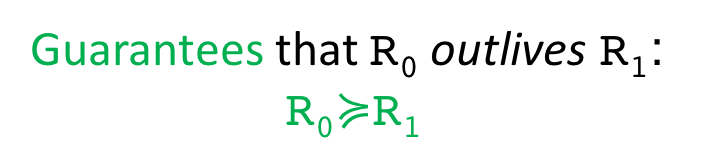 Guarantees that R₀ outlives R₁:
R₀≽R₁